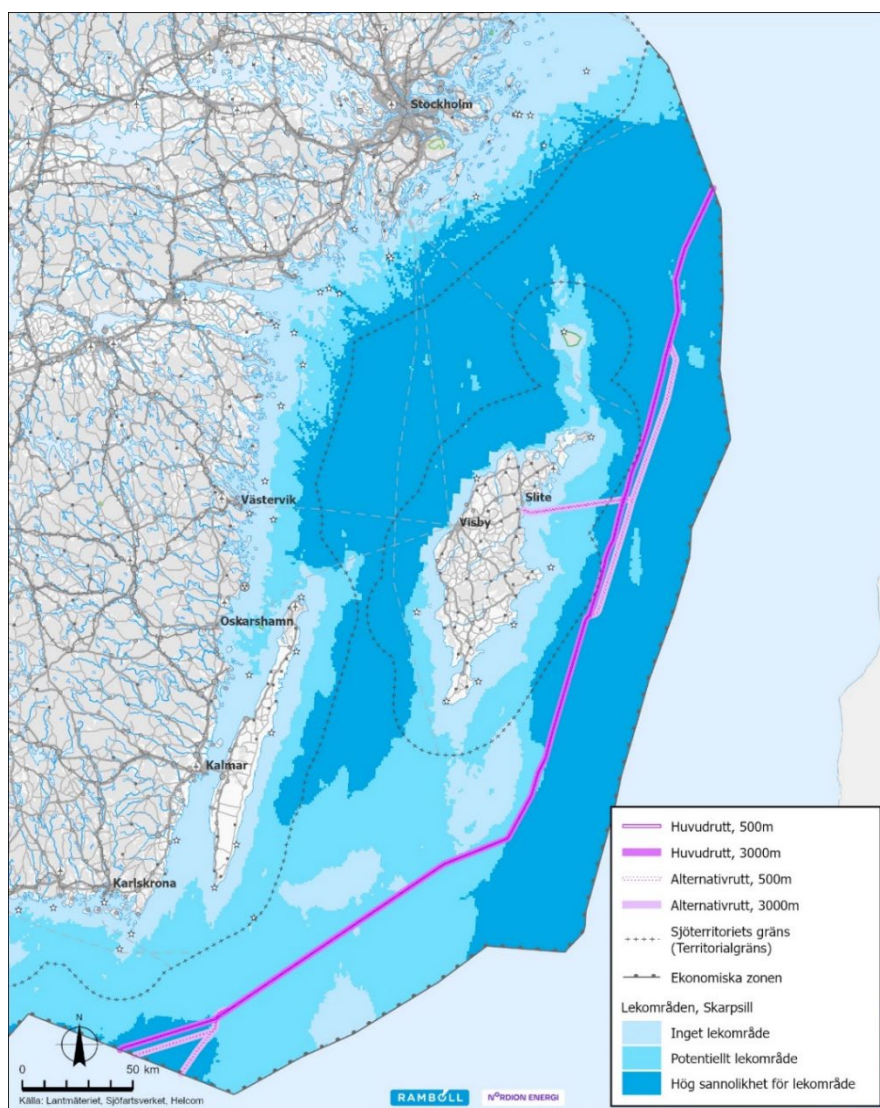 Stockholm
Västervik
Slite
Visby
Oskarshamn
Kalmar
Karlskrona
Huvudrutt, 500m
Huvudrutt, 3000m
Alternativrutt, 500m
Alternativrutt, 3000m
Sjöterritoriets gräns
(Territorialgräns)
Ekonomiska zonen
Lekområden, Skarpsill
Inget lekområde
Potentiellt lekområde
Hög sannolikhet för lekområde
N
0 50 km
Källa: Lantmäteriet, Sjöfartsverket, Helcom
RAMBOLL
NORDION ENERGI